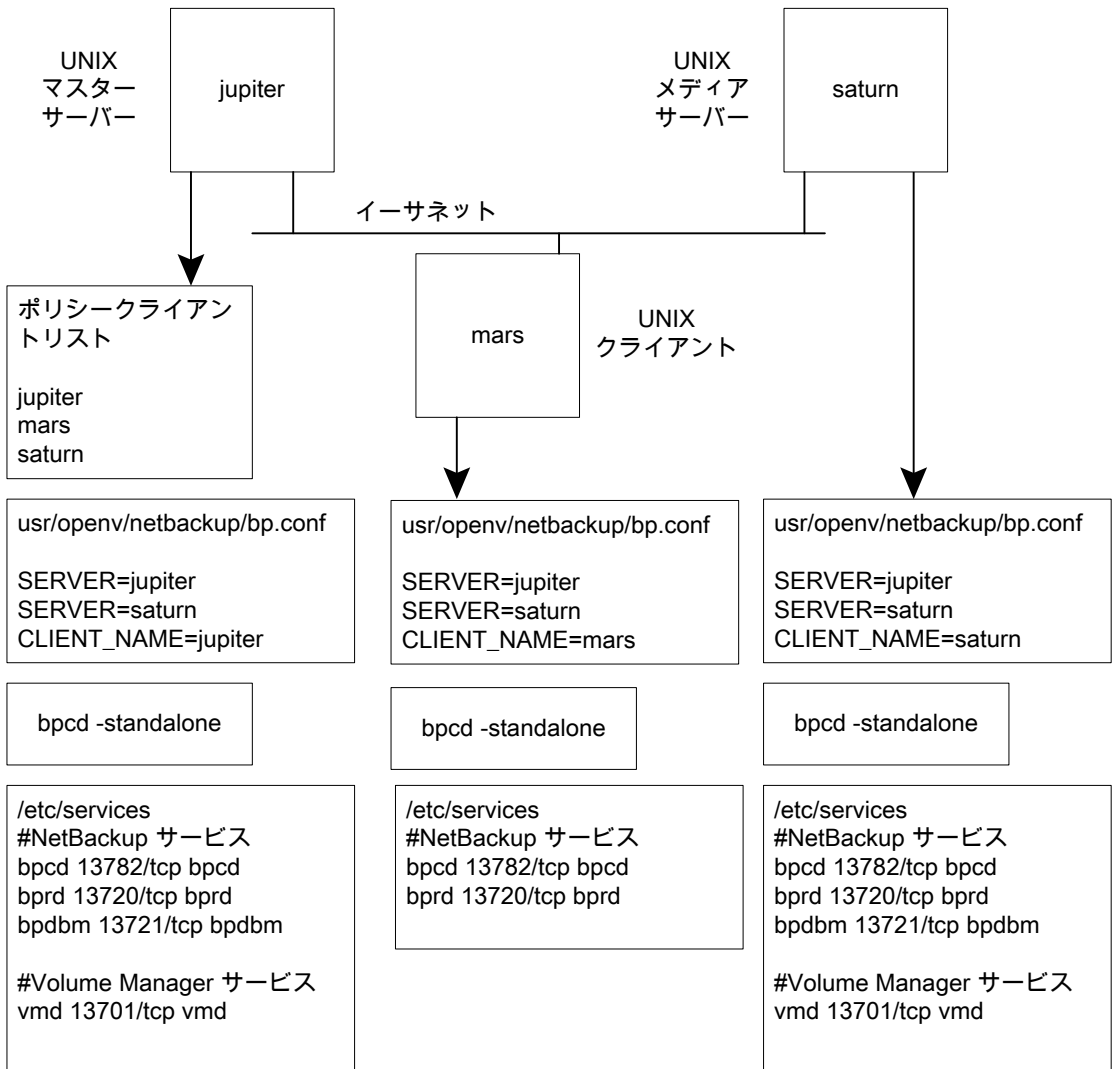 UNIX
マスター
サーバー
jupiter
UNIX
メディア
サーバー
saturn
イーサネット
ポリシークライアン
トリスト
jupiter
mars
saturn
mars
UNIX
クライアント
usr/openv/netbackup/bp.conf
SERVER=jupiter
SERVER=saturn
CLIENT_NAME=jupiter
usr/openv/netbackup/bp.conf
SERVER=jupiter
SERVER=saturn
CLIENT_NAME=mars
usr/openv/netbackup/bp.conf
SERVER=jupiter
SERVER=saturn
CLIENT_NAME=saturn
bpcd -standalone
bpcd -standalone
bpcd -standalone
/etc/services
#NetBackup サービス
bpcd 13782/tcp bpcd
bprd 13720/tcp bprd
bpdbm 13721/tcp bpdbm
#Volume Manager サービス
vmd 13701/tcp vmd
/etc/services
#NetBackup サービス
bpcd 13782/tcp bpcd
bprd 13720/tcp bprd
/etc/services
#NetBackup サービス
bpcd 13782/tcp bpcd
bprd 13720/tcp bprd
bpdbm 13721/tcp bpdbm
#Volume Manager サービス
vmd 13701/tcp vmd